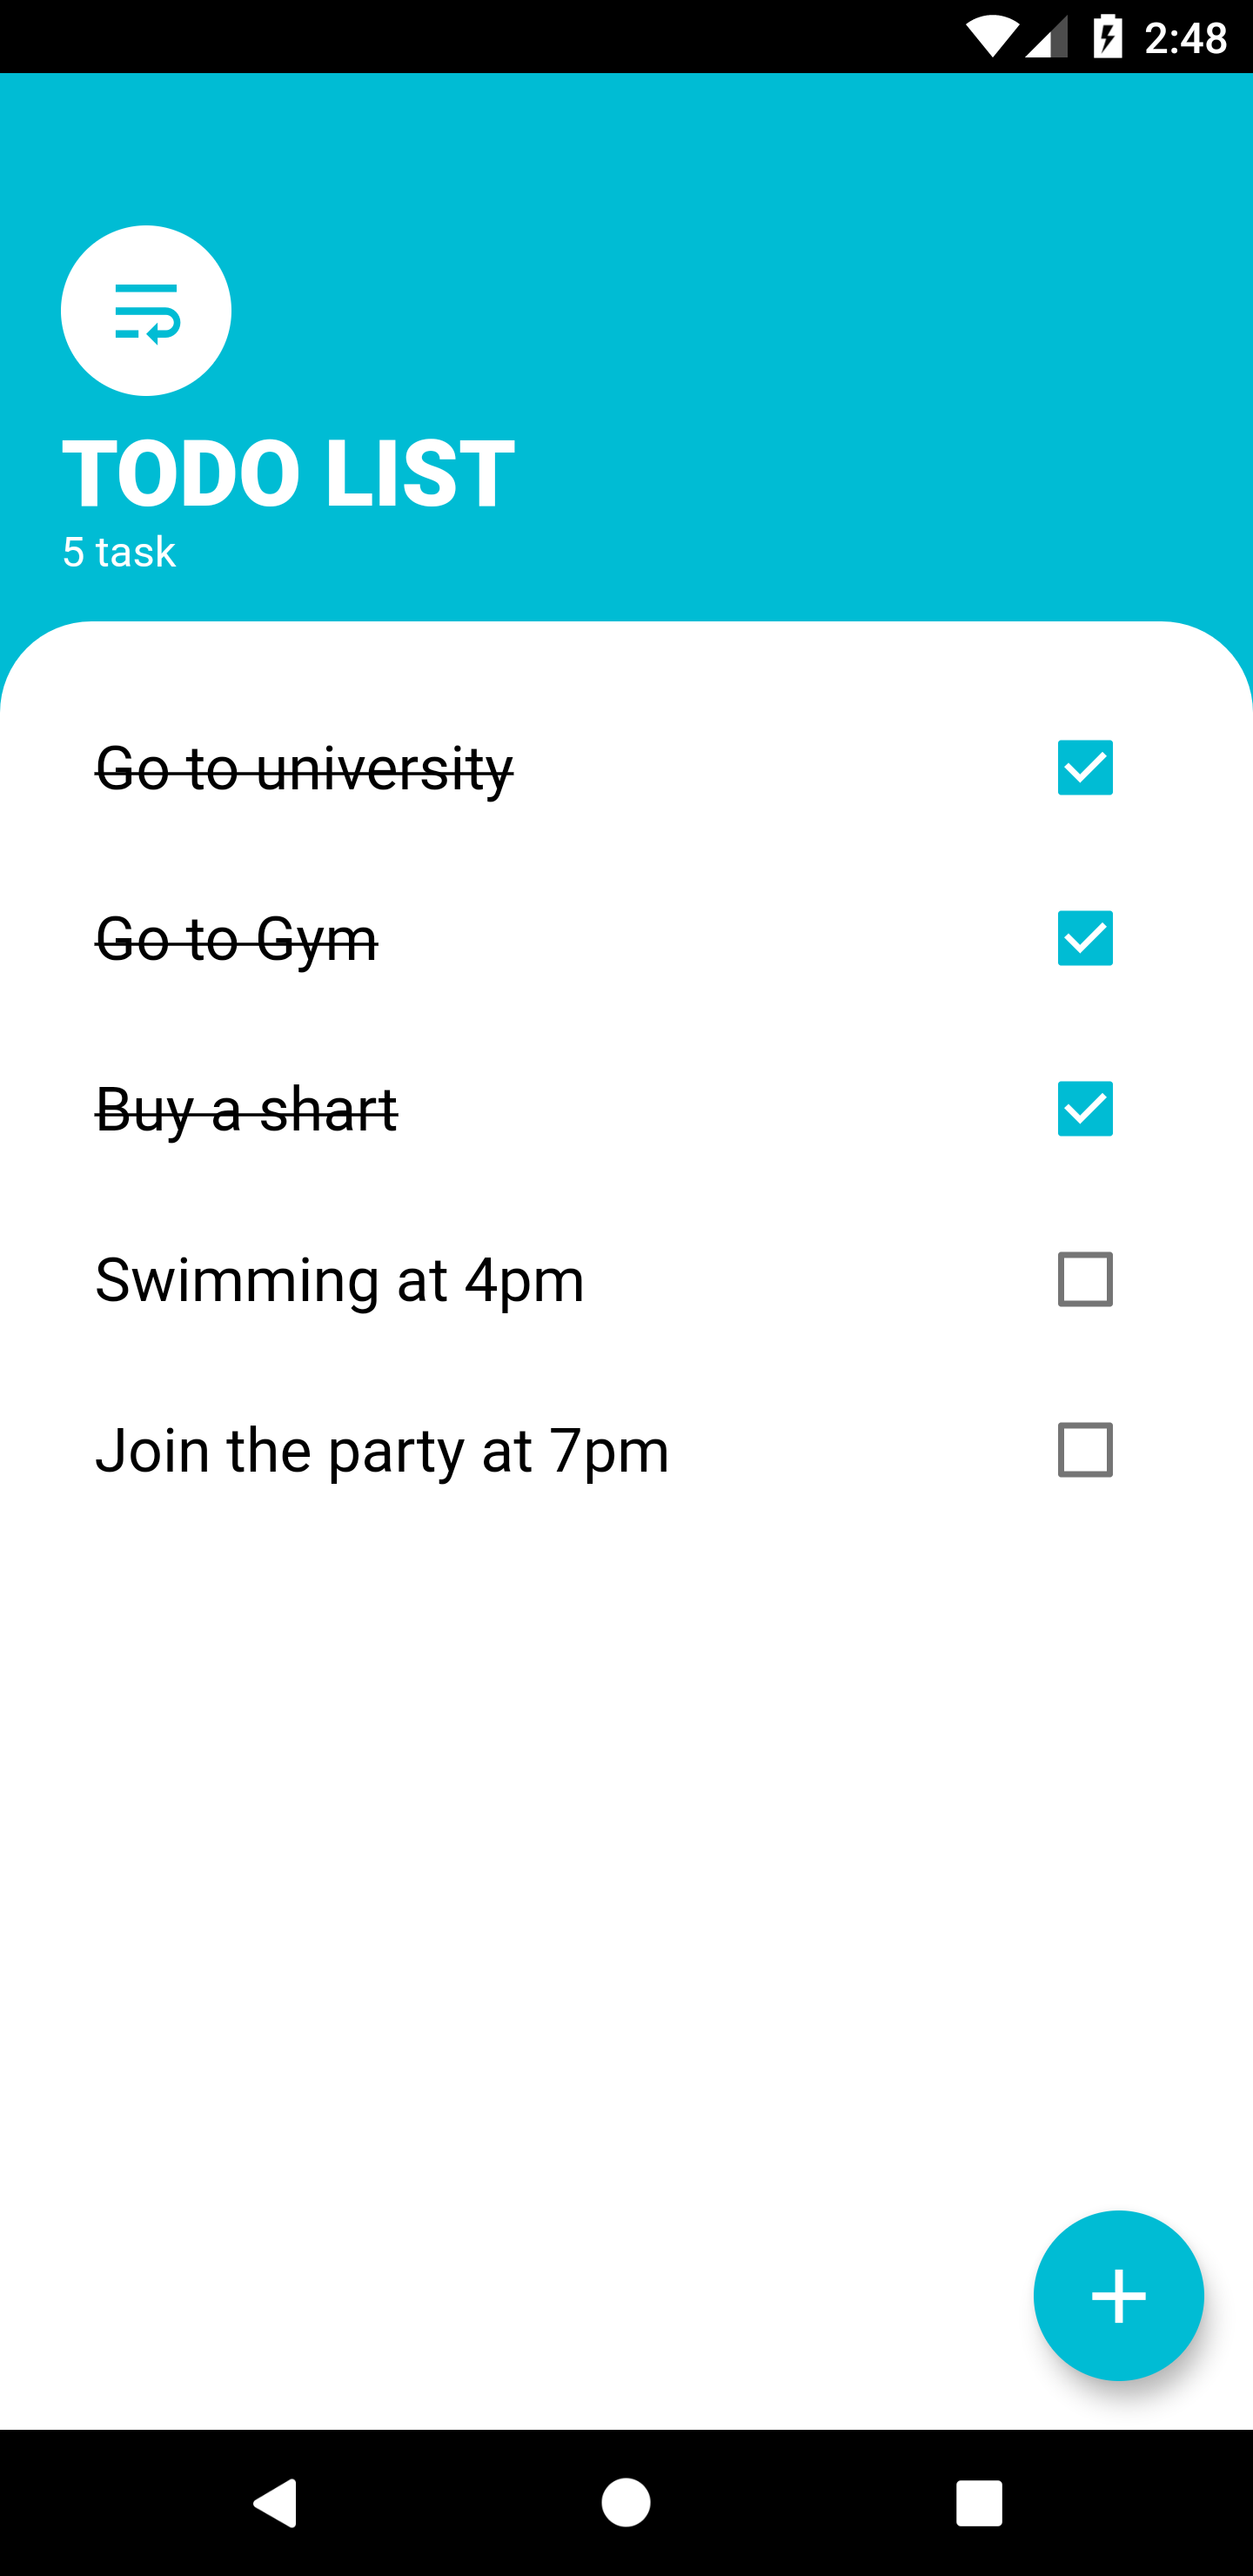 2:48
TODO LIST
5 task
Go to university
Go to Gym
Buy a shart
Swimming at 4pm
Join the party at 7pm